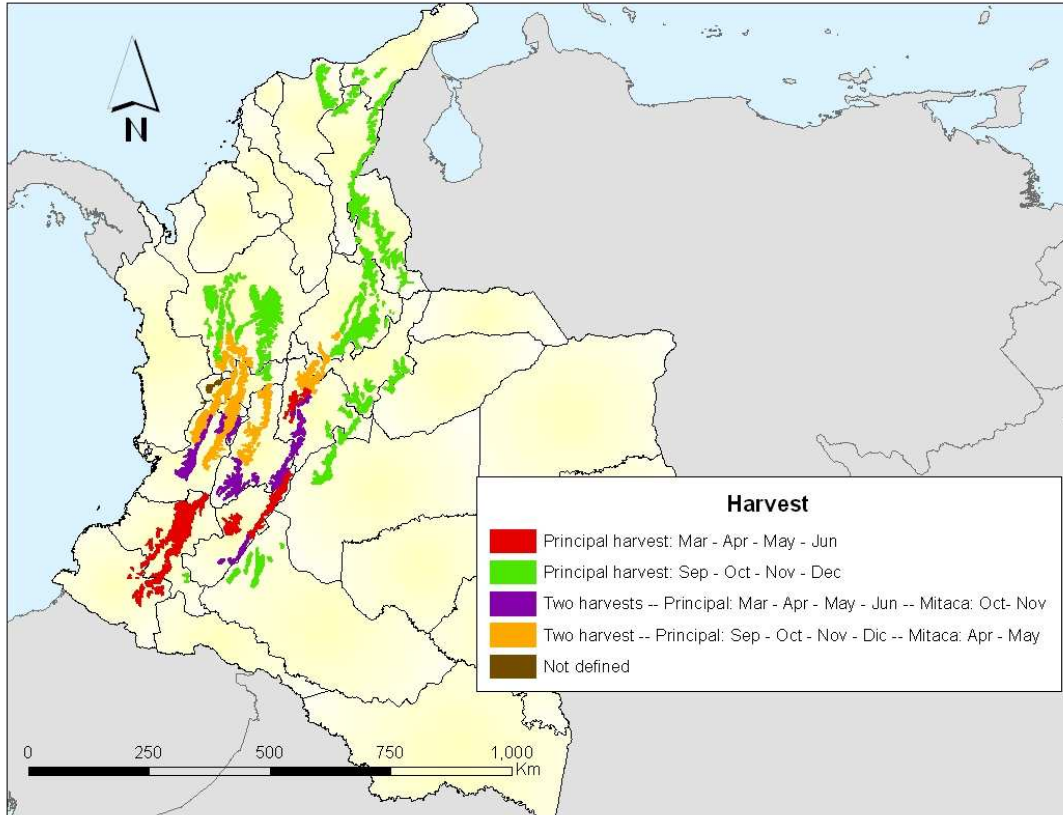 N
Harvest
Principal harvest: Mar - Apr - May - Jun
Principal harvest: Sep - Oct - Nov - Dec
Two harvests -- Principal: Mar - Apr - May - Jun -- Mitaca: Oct- Nov
Two harvest -- Principal: Sep - Oct - Nov - Dic -- Mitaca: Apr - May
Not defined
0 250 500 750 1,000
Km